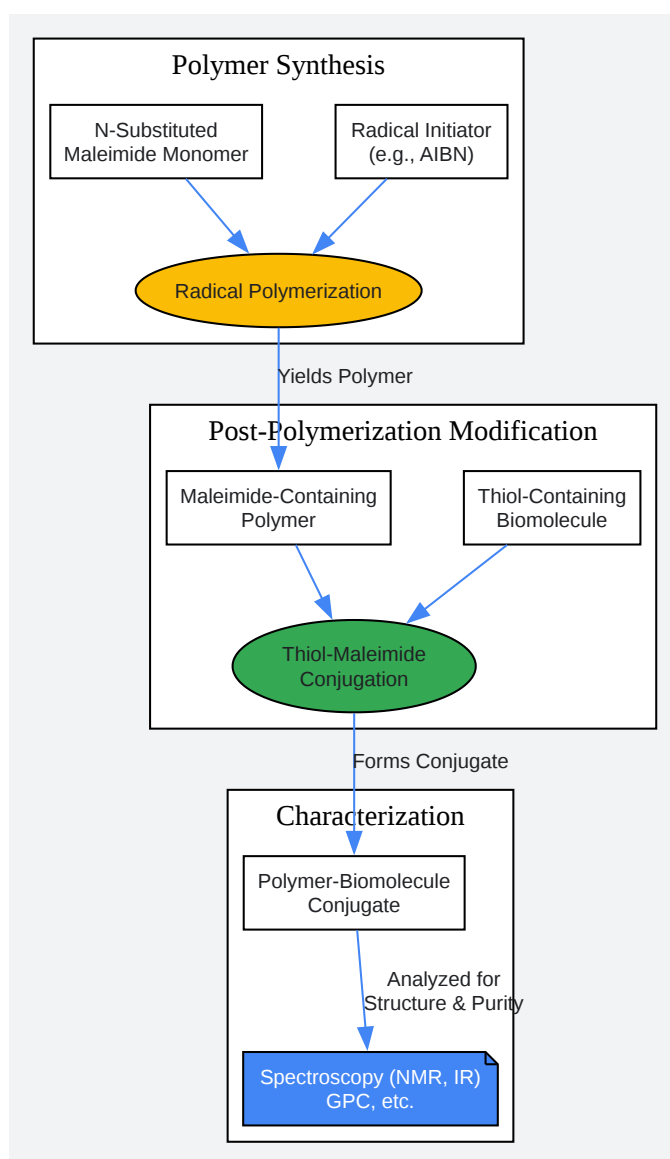 Polymer Synthesis
N-Substituted
Maleimide Monomer
Radical Initiator
(e.g., AIBN)
Radical Polymerization
Yields Polymer
Post-Polymerization Modification
Maleimide-Containing
Polymer
Thiol-Containing
Biomolecule
Thiol-Maleimide
Conjugation
Forms Conjugate
Characterization
Polymer-Biomolecule
Conjugate
Analyzed for
Structure & Purity
Spectroscopy (NMR, IR)
GPC, etc.